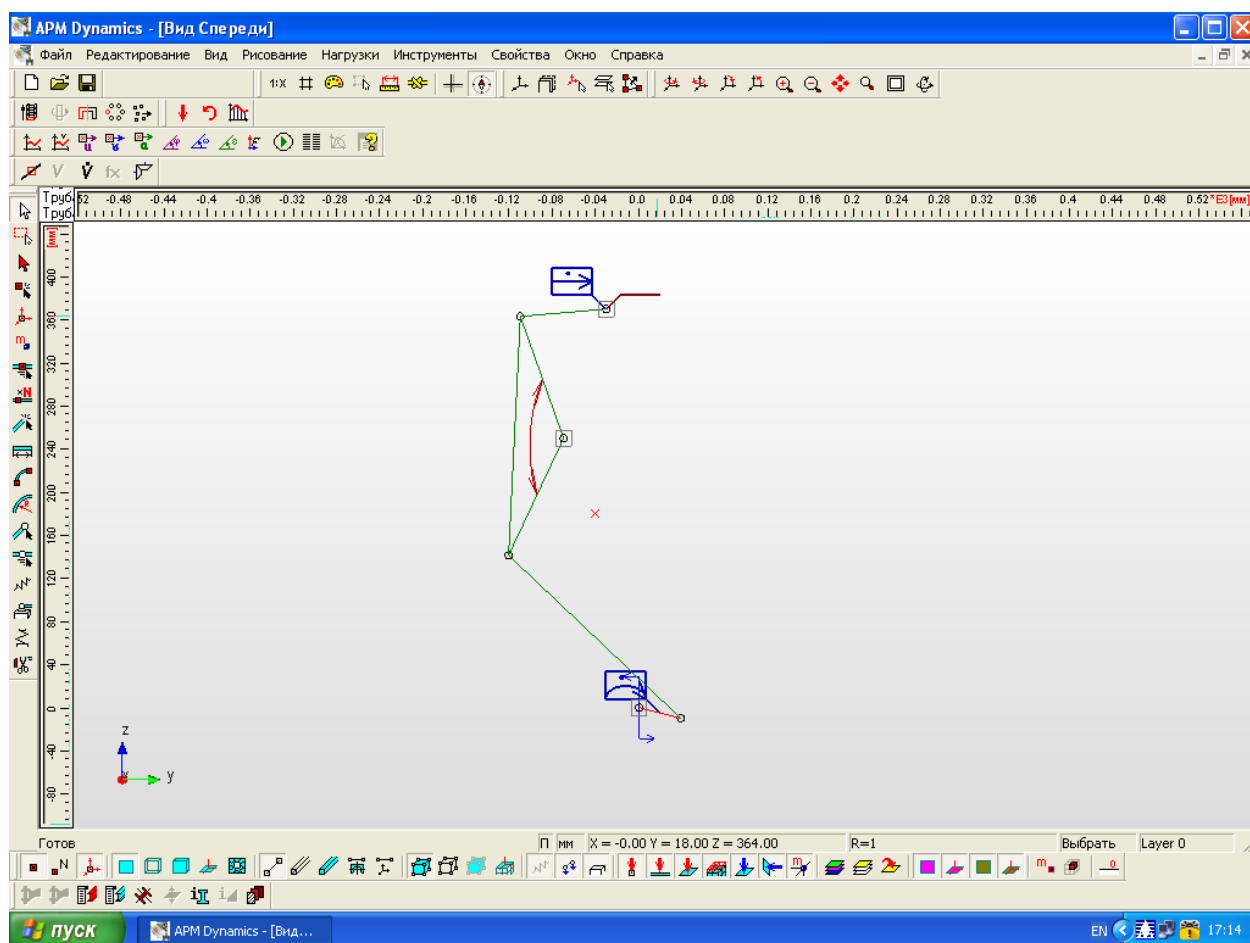 APM Dynamics - [Вид Спереди]
Файл Редактирование Вид Рисование Нагрузки Инструменты Свойства Окно Справка
1:X
Труб. 52 -0.48 -0.44 -0.4 -0.36 -0.32 -0.28 -0.24 -0.2 -0.16 -0.12 -0.08 -0.04 0.0 0.04 0.08 0.12 0.16 0.2 0.24 0.28 0.32 0.36 0.4 0.44 0.48 0.52*E3[мм]
Труб.
[мм]
400
360
320
280
240
200
160
120
80
40
0
-40
-80
z
x y
Готов П мм X = -0.00 Y = 18.00 Z = 364.00 R=1 Выбрать Layer 0
пуск APM Dynamics - [Вид... EN 17:14